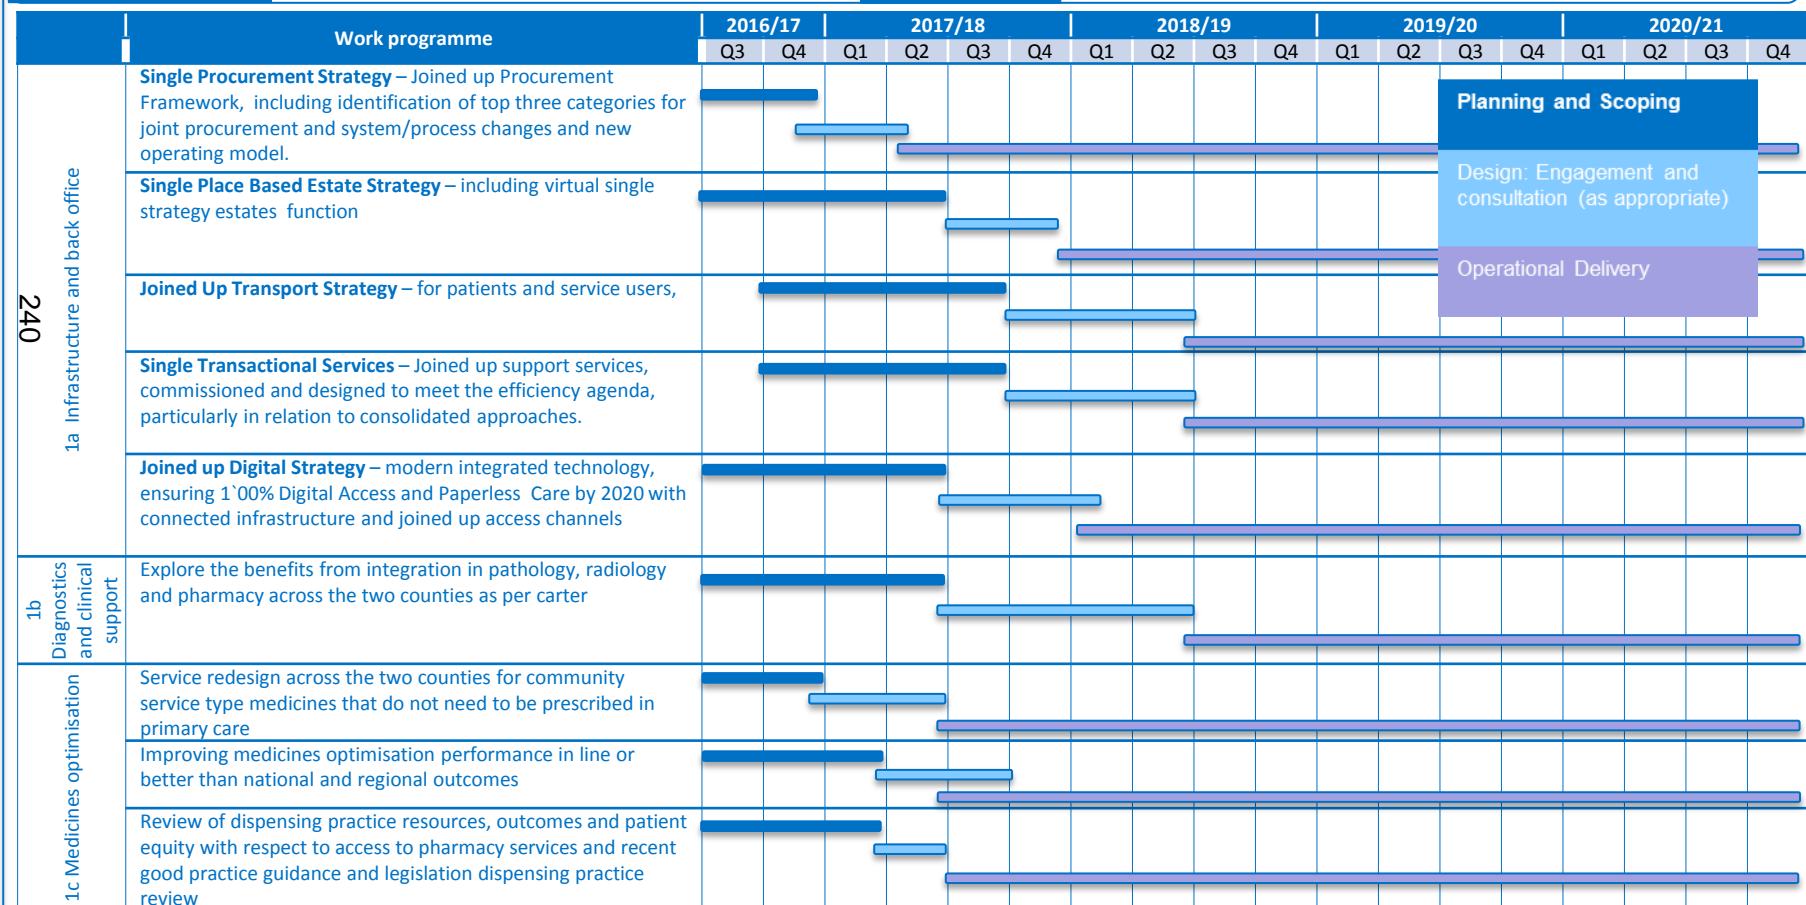 Work programme
2016/17 2017/18 2018/19 2019/20 2020/21
Q3 Q4 Q1 Q2 Q3 Q4 Q1 Q2 Q3 Q4 Q1 Q2 Q3 Q4 Q1 Q2 Q3 Q4
Planning and Scoping
Design: Engagement and
consultation (as appropriate)
Operational Delivery
240
1a Infrastructure and back office
Single Procurement Strategy – Joined up Procurement
Framework, including identification of top three categories for
joint procurement and system/process changes and new
operating model.
Single Place Based Estate Strategy – including virtual single
strategy estates function
Joined Up Transport Strategy – for patients and service users,
Single Transactional Services – Joined up support services,
commissioned and designed to meet the efficiency agenda,
particularly in relation to consolidated approaches.
Joined up Digital Strategy – modern integrated technology,
ensuring 1`00% Digital Access and Paperless Care by 2020 with
connected infrastructure and joined up access channels
1b
Diagnostics
and clinical
support
Explore the benefits from integration in pathology, radiology
and pharmacy across the two counties as per carter
1c Medicines optimisation
Service redesign across the two counties for community
service type medicines that do not need to be prescribed in
primary care
Improving medicines optimisation performance in line or
better than national and regional outcomes
Review of dispensing practice resources, outcomes and patient
equity with respect to access to pharmacy services and recent
good practice guidance and legislation dispensing practice
review